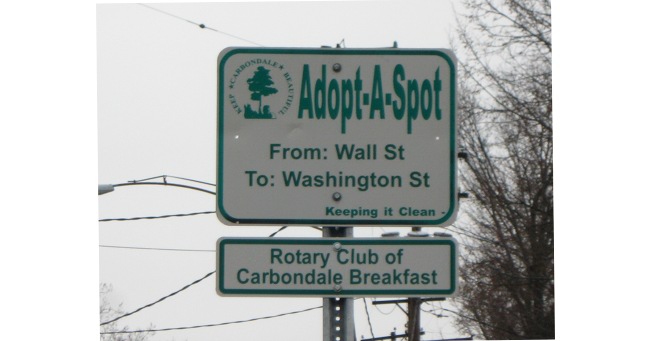 KEEP ★ CARBONDALE ★ BEAUTIFUL
Adopt-A-Spot
From: Wall St
To: Washington St
Keeping it Clean
Rotary Club of
Carbondale Breakfast